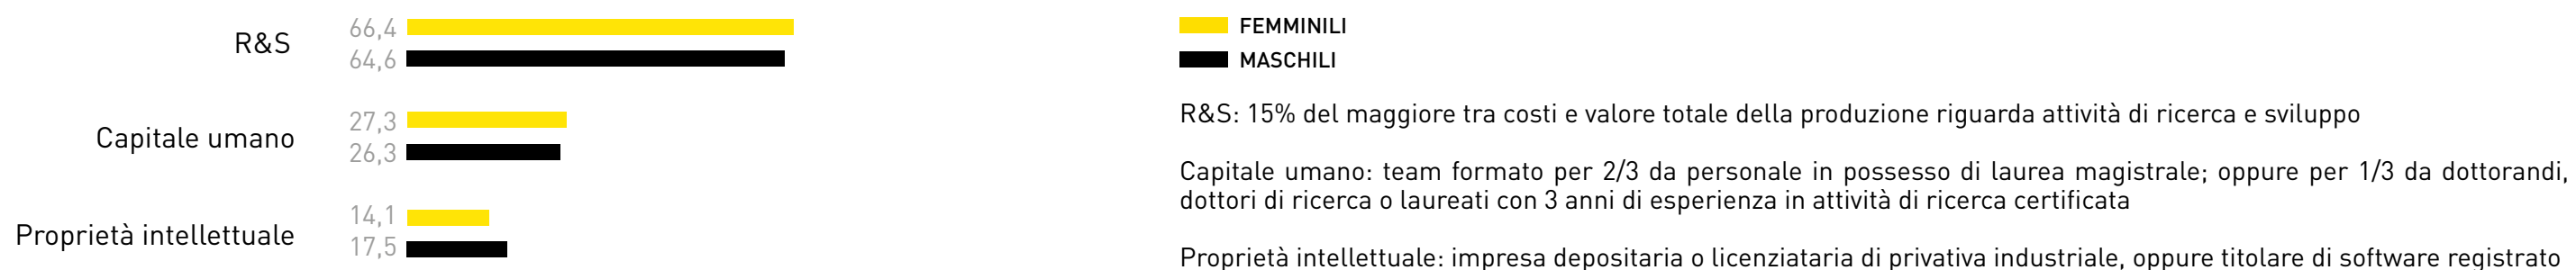 R&S
66,4
64,6
Capitale umano
27,3
26,3
Proprietà intellettuale
14,1
17,5
FEMMINILI
MASCHILI
R&S: 15% del maggiore tra costi e valore totale della produzione riguarda attività di ricerca e sviluppo
Capitale umano: team formato per 2/3 da personale in possesso di laurea magistrale; oppure per 1/3 da dottorandi,
dottori di ricerca o laureati con 3 anni di esperienza in attività di ricerca certificata
Proprietà intellettuale: impresa depositaria o licenziataria di privativa industriale, oppure titolare di software registrato